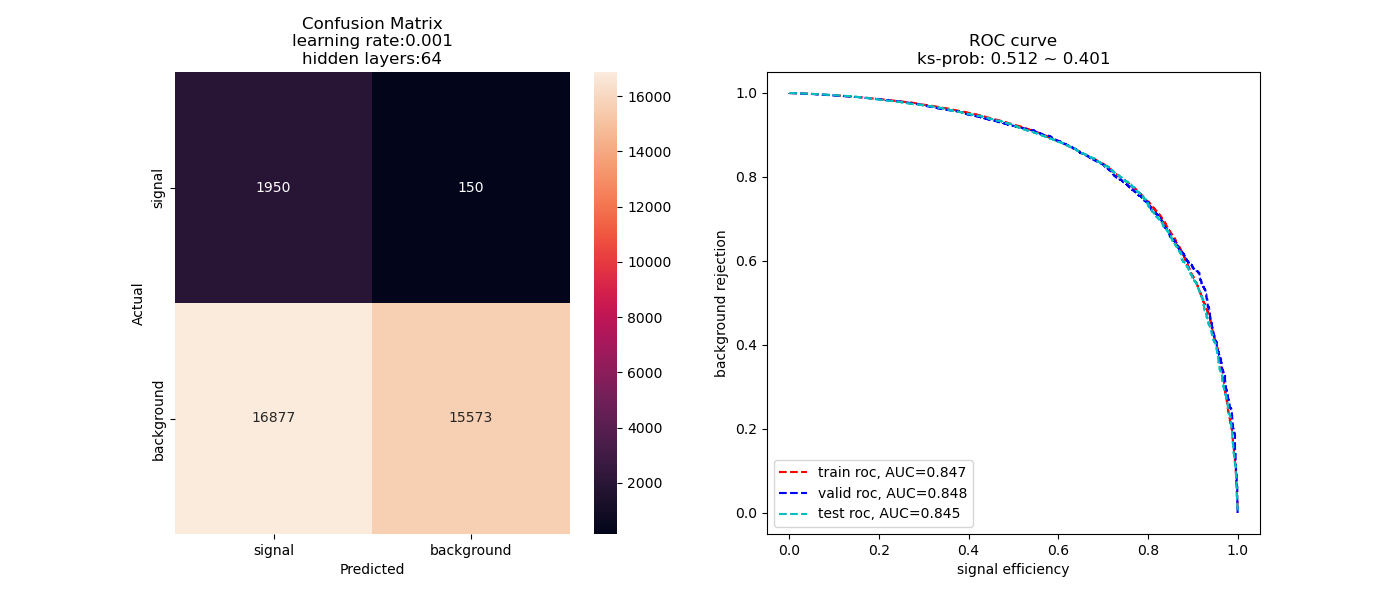 Confusion Matrix
learning rate:0.001
hidden layers:64
signal
background
Actual
1950
150
16877
15573
signal
background
Predicted
16000
14000
12000
10000
8000
6000
4000
2000
ROC curve
ks-prob: 0.512 ~ 0.401
background rejection
1.0
0.8
0.6
0.4
0.2
0.0
train roc, AUC=0.847
valid roc, AUC=0.848
test roc, AUC=0.845
0.0
0.2
0.4
0.6
0.8
1.0
signal efficiency